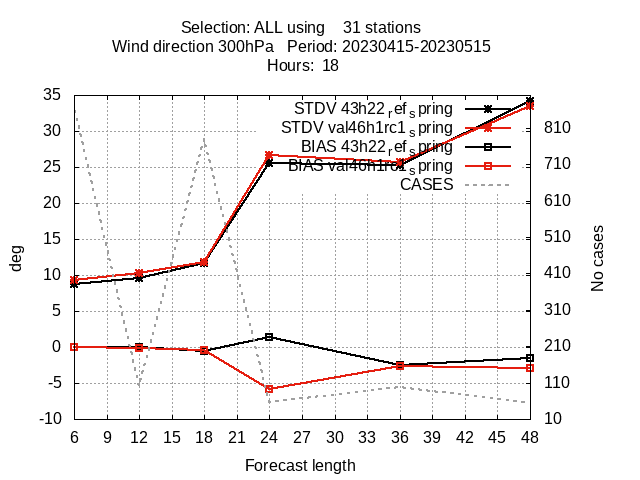 Selection: ALL using 31 stations
Wind direction 300hPa Period: 20230415-20230515
Hours: 18
STDV 43h22_ref_spring
STDV val46h1rc1_spring
BIAS 43h22_ref_spring
BIAS val46h1rc1_spring
CASES
35
30
25
20
15
10
5
0
-5
-10
deg
810
710
610
510
410
310
210
110
10
No cases
6 9 12 15 18 21 24 27 30 33 36 39 42 45 48
Forecast length